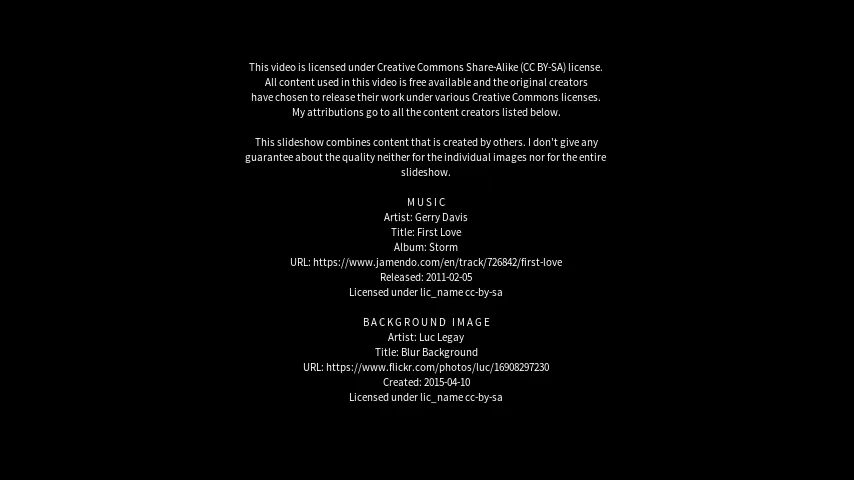 This video is licensed under Creative Commons Share-Alike (CC BY-SA) license.
All content used in this video is free available and the original creators
have chosen to release their work under various Creative Commons licenses.
My attributions go to all the content creators listed below.
This slideshow combines content that is created by others. I don't give any
guarantee about the quality neither for the individual images nor for the entire
slideshow.
MUSIC
Artist: Gerry Davis
Title: First Love
Album: Storm
URL: https://www.jamendo.com/en/track/726842/first-love
Released: 2011-02-05
Licensed under lic_name cc-by-sa
BACKGROUND IMAGE
Artist: Luc Legay
Title: Blur Background
URL: https://www.flickr.com/photos/luc/16908297230
Created: 2015-04-10
Licensed under lic_name cc-by-sa